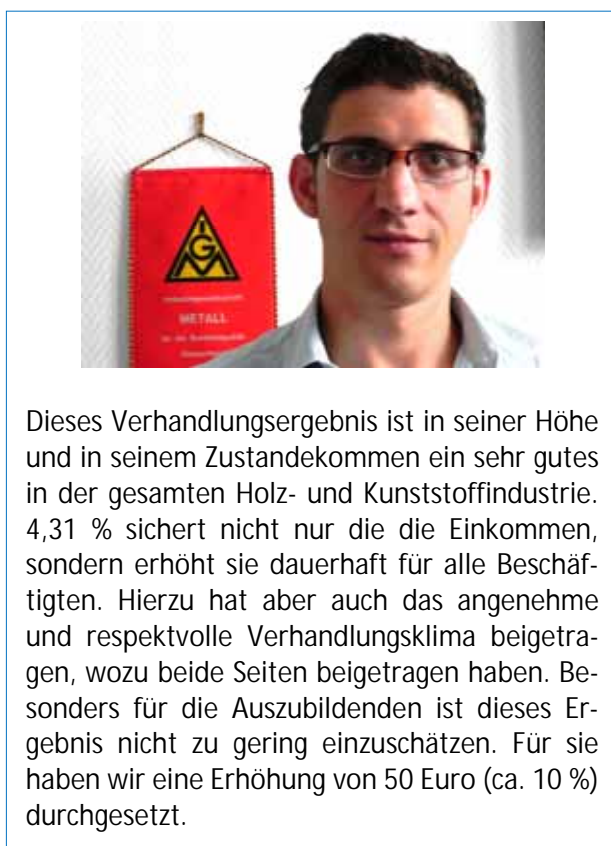 IGM
METALL
Dieses Verhandlungsergebnis ist in seiner Höhe
und in seinem Zustandekommen ein sehr gutes
in der gesamten Holz- und Kunststoffindustrie.
4,31 % sichert nicht nur die die Einkommen,
sondern erhöht sie dauerhaft für alle Beschäf-
tigten. Hierzu hat aber auch das angenehme
und respektvolle Verhandlungsklima beigetra-
gen, wozu beide Seiten beigetragen haben. Be-
sonders für die Auszubildenden ist dieses Er-
gebnis nicht zu gering einzuschätzen. Für sie
haben wir eine Erhöhung von 50 Euro (ca. 10 %)
durchgesetzt.